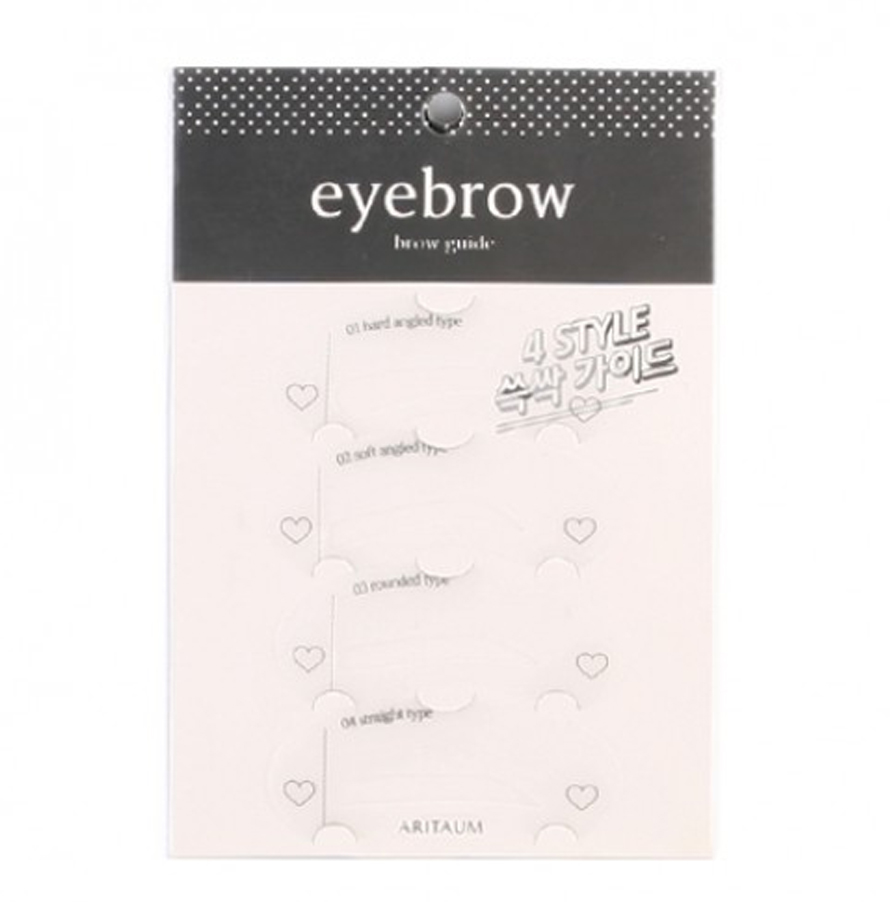 eyebrow
brow guide
01 hard angled type
4 STYLE
쓱싹 가이드
02 soft angled type
03 rounded type
04 straight type
ARITAUM